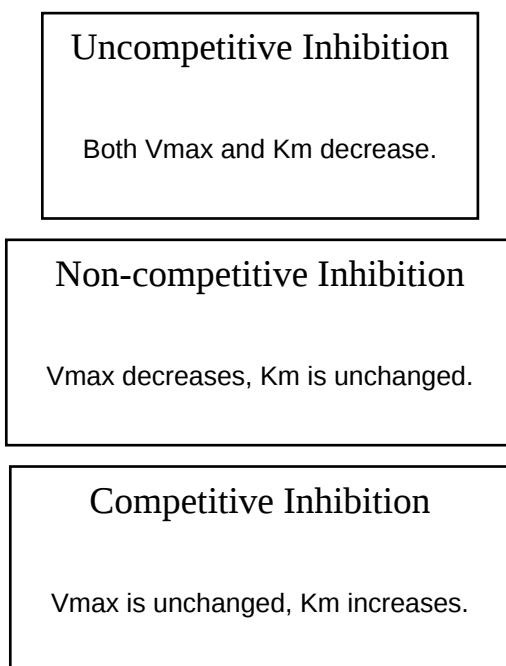 Uncompetitive Inhibition
Both Vmax and Km decrease.
Non-competitive Inhibition
Vmax decreases, Km is unchanged.
Competitive Inhibition
Vmax is unchanged, Km increases.